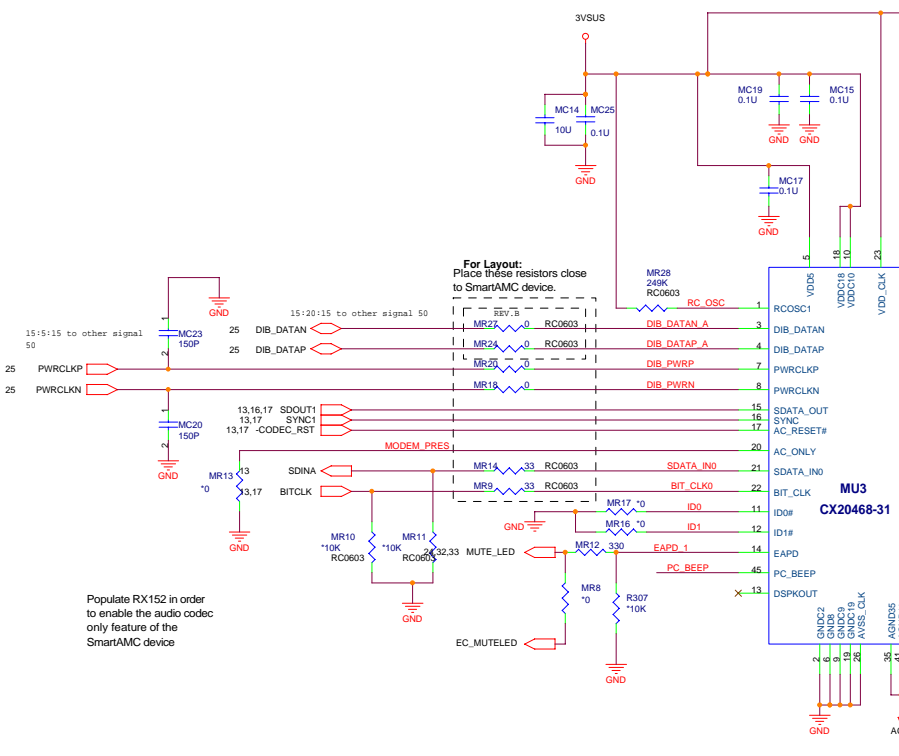 3VSUS
MC14
10U
MC25
0.1U
GND
MC19
0.1U
MC15
0.1U
GND
GND
MC17
0.1U
GND
5
18
10
23
VDD5
VDDC18
VDDC10
VDD_CLK
For Layout:
Place these resistors close
to SmartAMC device.
MR28
249K
RC0603
RC_OSC
1
RCOSC1
GND
15:5:15 to other signal
50
1
MC23
150P
2
15:20:15 to other signal 50
REV.B
25
DIB_DATAN
MR27
0
RC0603
DIB_DATAN_A
3
DIB_DATAN
25
DIB_DATAP
MR24
0
RC0603
DIB_DATAP_A
4
DIB_DATAP
25
PWRCLKP
MR20
0
DIB_PWRP
7
PWRCLKP
25
PWRCLKN
MR18
0
DIB_PWRN
8
PWRCLKN
1
MC20
150P
2
GND
13,16,17
SDOUT1
15
SDATA_OUT
13,17
SYNC1
16
SYNC
13,17
-CODEC_RST
17
AC_RESET#
MODEM_PRES
20
AC_ONLY
MR13
*0
13
SDINA
MR14
33
RC0603
SDATA_IN0
21
SDATA_IN0
13,17
BITCLK
MR9
33
RC0603
BIT_CLK0
22
BIT_CLK
MU3
CX20468-31
GND
GND
MR17
*0
ID0
11
ID0#
MR16
*0
ID1
12
ID1#
MR10
*10K
RC0603
MR11
*10K
RC0603
GND
24,32,33
MUTE_LED
MR12
330
EAPD_1
14
EAPD
PC_BEEP
45
PC_BEEP
13
DSPKOUT
MR8
*0
R307
*10K
EC_MUTELED
GND
Populate RX152 in order
to enable the audio codec
only feature of the
SmartAMC device
GNDC2
GND8
GNDC9
GNDC19
AVSS_CLK
AGND35
2
6
9
19
26
35
41
GND